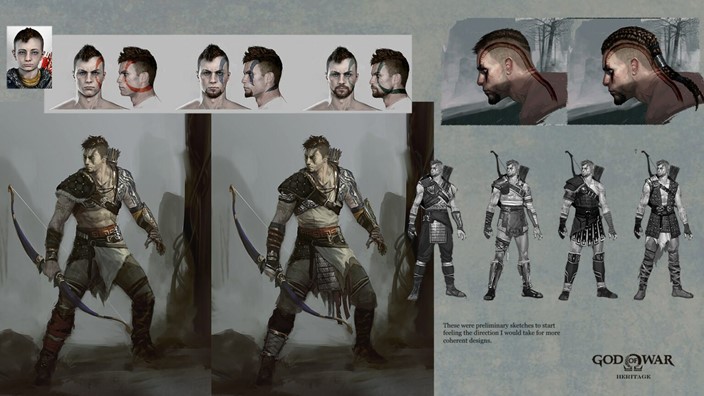 These were preliminary sketches to start
feeling the direction I would take for more
coherent designs.
GOD OF WAR
HERITAGE